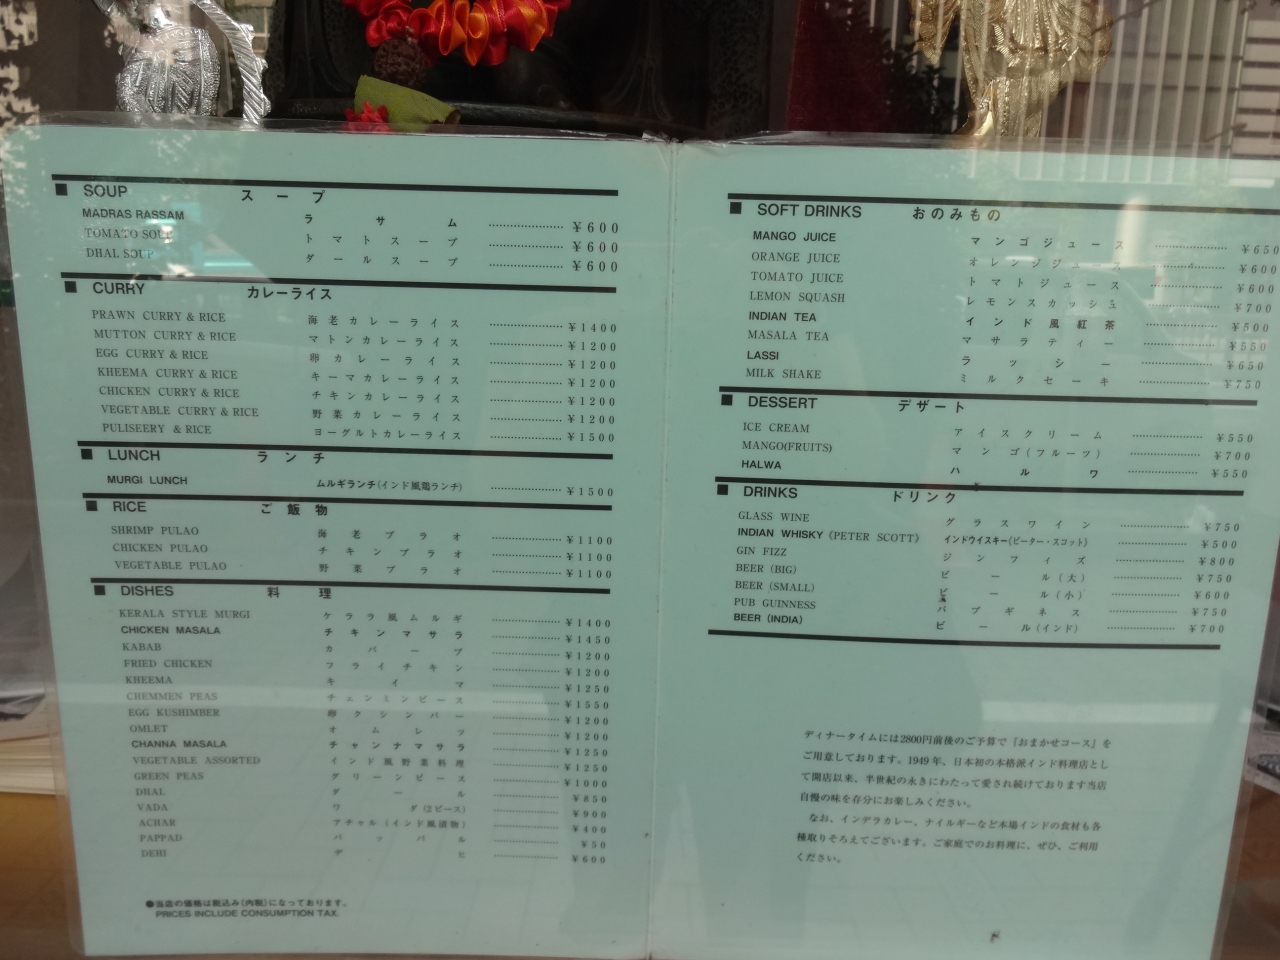 ■ SOUP スープ
MADRAS RASSAM ラサム ¥600
TOMATO SOUP トマトスープ ¥600
DHAL SOUP ダールスープ ¥600
■ CURRY カレーライス
PRAWN CURRY & RICE 海老カレーライス ¥1400
MUTTON CURRY & RICE マトンカレーライス ¥1200
EGG CURRY & RICE 卵カレーライス ¥1200
KHEEMA CURRY & RICE キーマカレーライス ¥1200
CHICKEN CURRY & RICE チキンカレーライス ¥1200
VEGETABLE CURRY & RICE 野菜カレーライス ¥1200
PULISEERY & RICE ヨーグルトカレーライス ¥1500
■ LUNCH ランチ
MURGI LUNCH ムルギランチ(インド風鶏ランチ) ¥1500
■ RICE ご飯物
SHRIMP PULAO 海老プラオ ¥1100
CHICKEN PULAO チキンプラオ ¥1100
VEGETABLE PULAO 野菜プラオ ¥1100
■ DISHES 料理
KERALA STYLE MURGI ケララ風ムルギ ¥1400
CHICKEN MASALA チキンマサラ ¥1450
KABAB カバーブ ¥1200
FRIED CHICKEN フライチキン ¥1200
KHEEMA キイマ ¥1250
CHEMMEN PEAS チェンミンピース ¥1550
EGG KUSHIMBER 卵クシンバー ¥1200
OMLET オムレツ ¥1200
CHANNA MASALA チャンナマサラ ¥1250
VEGETABLE ASSORTED インド風野菜料理 ¥1250
GREEN PEAS グリーンピース ¥1000
DHAL ダール ¥850
VADA ワダ(2ピース) ¥900
ACHAR アチャル(インド風漬物) ¥400
PAPPAD パッパル ¥50
DEHI デヒ ¥600
●当店の価格は税込み(内税)になっております。
PRICES INCLUDE CONSUMPTION TAX.
■ SOFT DRINKS おのみもの
MANGO JUICE マンゴジュース ¥650
ORANGE JUICE オレンジジュース ¥600
TOMATO JUICE トマトジュース ¥600
LEMON SQUASH レモンスカッシュ ¥700
INDIAN TEA インド風紅茶 ¥500
MASALA TEA マサラティー ¥550
LASSI ラッシー ¥650
MILK SHAKE ミルクセーキ ¥750
■ DESSERT デザート
ICE CREAM アイスクリーム ¥550
MANGO(FRUITS) マンゴ(フルーツ) ¥700
HALWA ハルワ ¥550
■ DRINKS ドリンク
GLASS WINE グラスワイン ¥750
INDIAN WHISKY《PETER SCOTT》 インドウイスキー(ピーター・スコット) ¥500
GIN FIZZ ジンフィズ ¥800
BEER (BIG) ビール(大) ¥750
BEER (SMALL) ビール(小) ¥600
PUB GUINNESS パブギネス ¥750
BEER (INDIA) ビール(インド) ¥700
ディナータイムには2800円前後のご予算で『おまかせコース』を
ご用意しております。1949年、日本初の本格派インド料理店とし
て開店以来、半世紀の永きにわたって愛され続けております当店
自慢の味を存分にお楽しみください。
なお、インデラカレー、ナイルギーなど本場インドの食材も各
種取りそろえてございます。ご家庭でのお料理に、ぜひ、ご利用
ください。